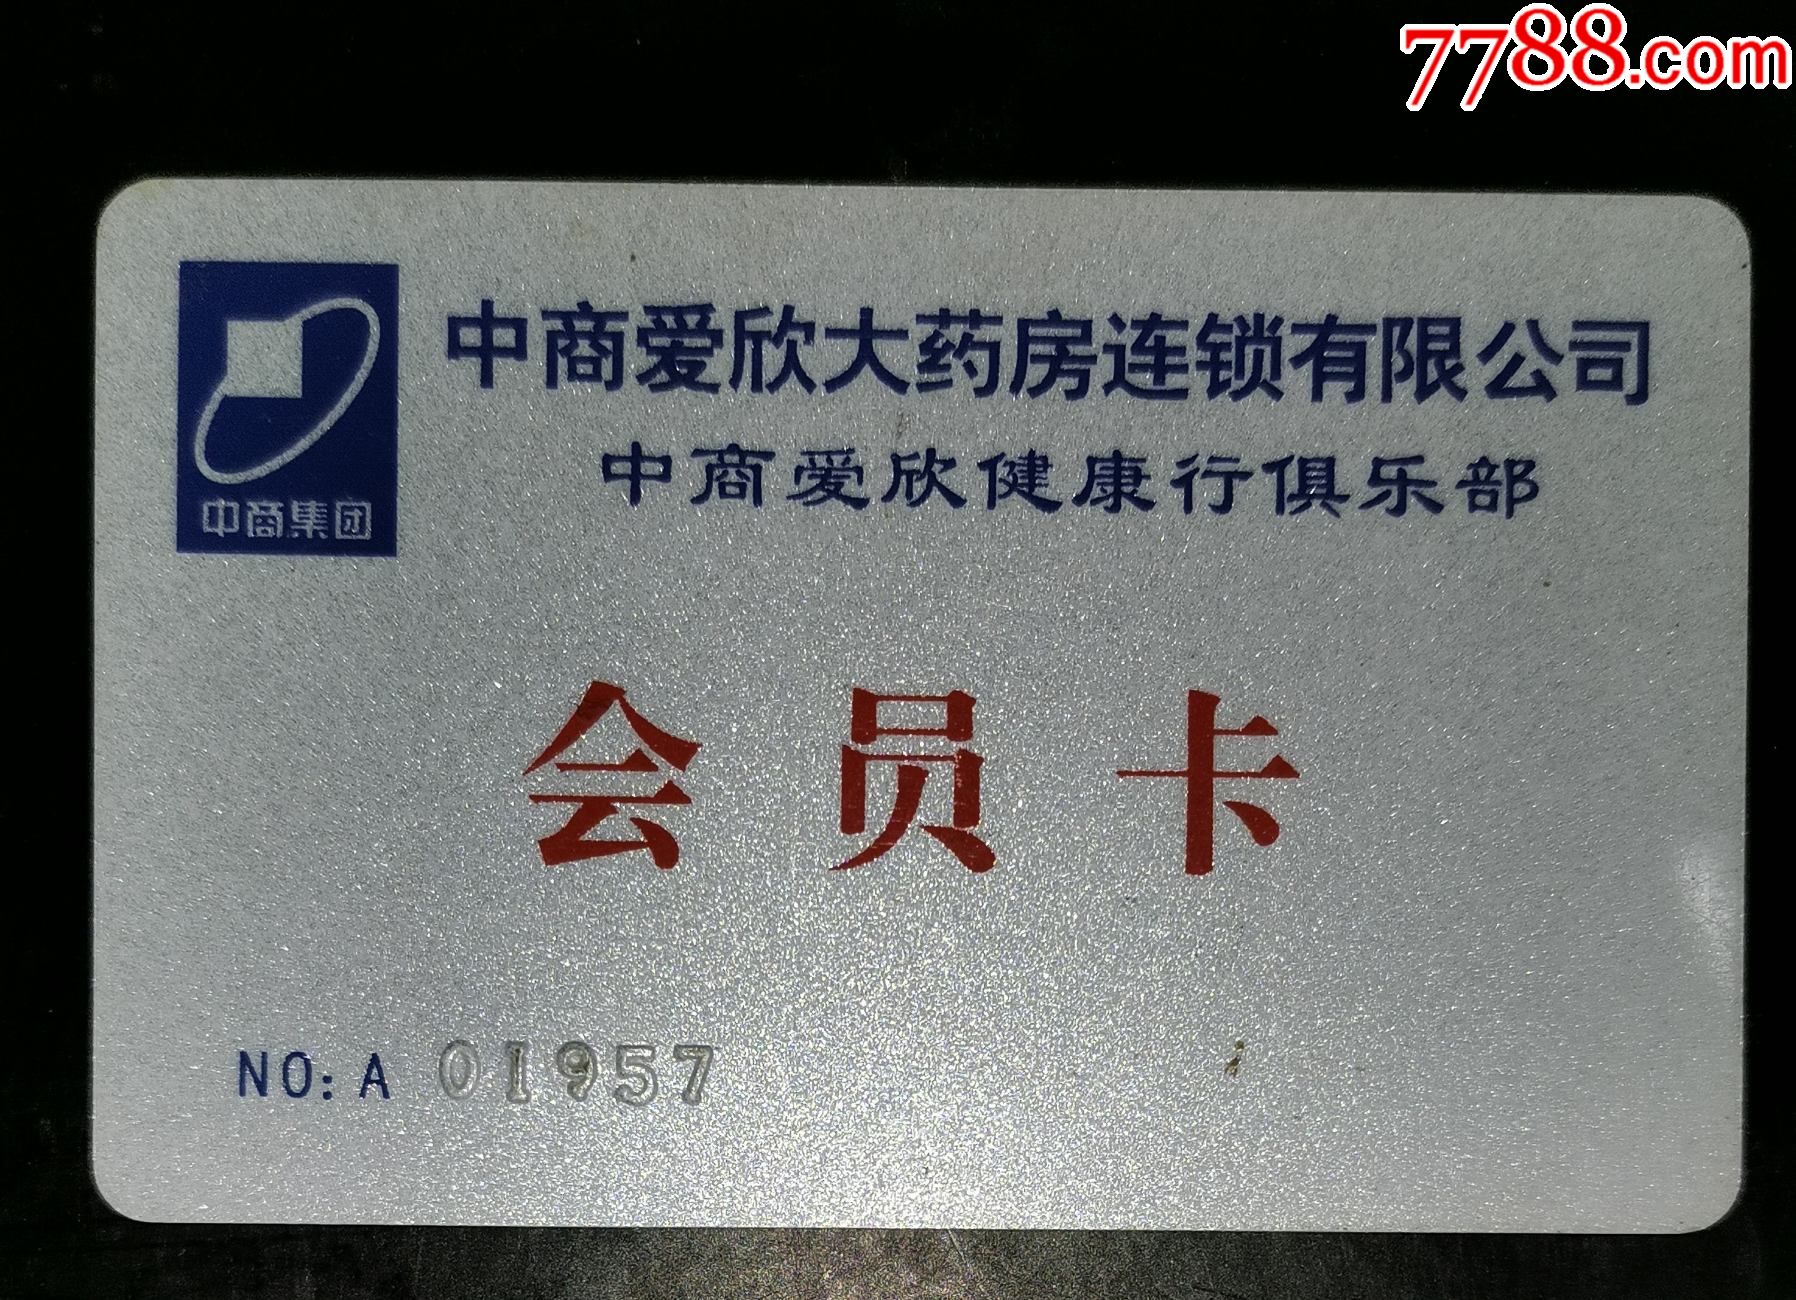 7788.com
中商爱欣大药房连锁有限公司
中商爱欣健康行俱乐部
中商集团
会员卡
NO: A 01957